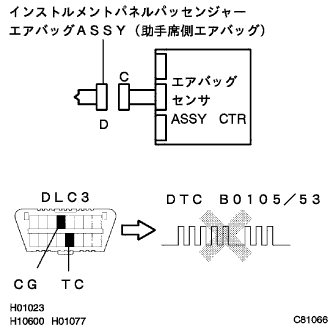 インストルメントパネルパッセンジャー
エアバッグASSY(助手席側エアバッグ)
C
D
エアバッグ
センサ
ASSY CTR
DLC3
DTC B0105/53
CG
TC
H01023
H10600 H01077
C81066